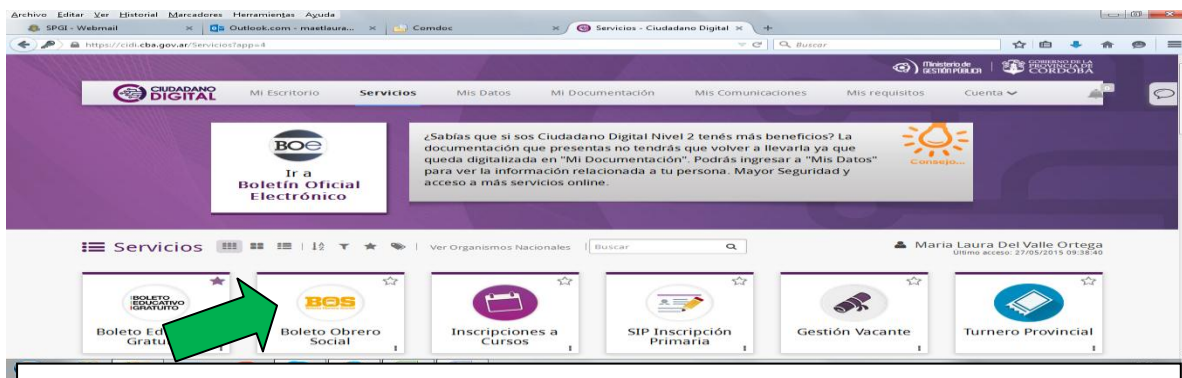 Archivo Editar Ver Historial Marcadores Herramientas Ayuda
SPGI - Webmail
Outlook.com - maetlaura...
Comdoc
Servicios - Ciudadano Digital
https://cidi.cba.gov.ar/Servicios?app=4
Buscar
Ministerio de
GESTIÓN PÚBLICA
GOBIERNO DE LA
PROVINCIA DE
CÓRDOBA
CIUDADANO
DIGITAL
Mi Escritorio
Servicios
Mis Datos
Mi Documentación
Mis Comunicaciones
Mis requisitos
Cuenta
BOE
Ir a
Boletín Oficial
Electrónico
¿Sabías que si sos Ciudadano Digital Nivel 2 tenés más beneficios? La
documentación que presentas no tendrás que volver a llevarla ya que
queda digitalizada en "Mi Documentación". Podrás ingresar a "Mis Datos"
para ver la información relacionada a tu persona. Mayor Seguridad y
acceso a más servicios online.
Consejo...
Servicios
Ver Organismos Nacionales
Buscar
Maria Laura Del Valle Ortega
Último acceso: 27/05/2015 09:38:40
BOLETO
EDUCATIVO
GRATUITO
Boleto Ed
Gratu
BOS
Boleto Obrero
Social
Inscripciones a
Cursos
SIP Inscripción
Primaria
Gestión Vacante
Turnero Provincial